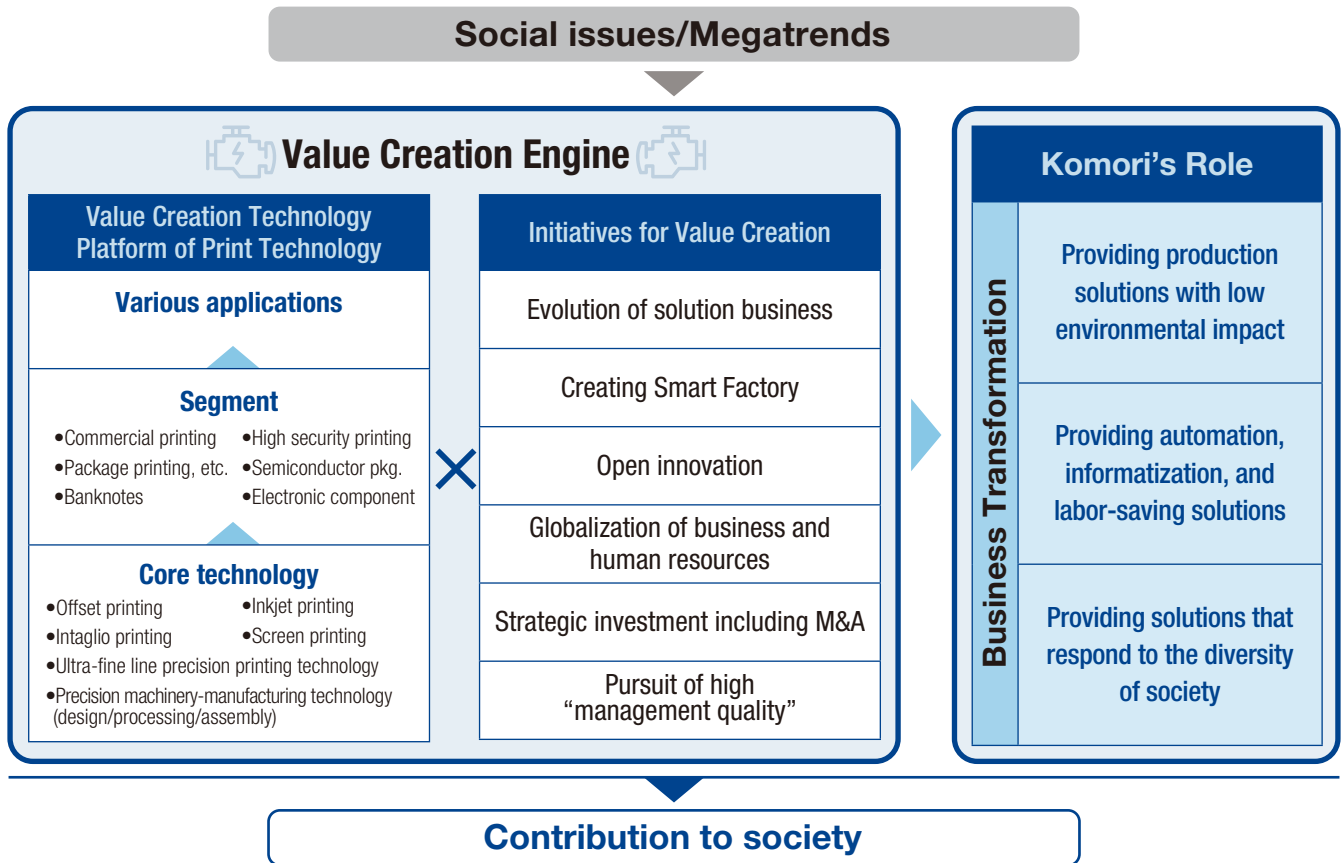 Social issues/Megatrends
Value Creation Engine
Value Creation Technology
Platform of Print Technology
Various applications
Segment
•Commercial printing
•High security printing
•Package printing, etc.
•Semiconductor pkg.
•Banknotes
•Electronic component
Core technology
•Offset printing
•Inkjet printing
•Intaglio printing
•Screen printing
•Ultra-fine line precision printing technology
•Precision machinery-manufacturing technology
(design/processing/assembly)
×
Initiatives for Value Creation
Evolution of solution business
Creating Smart Factory
Open innovation
Globalization of business and
human resources
Strategic investment including M&A
Pursuit of high
“management quality”
Komori’s Role
Business Transformation
Providing production
solutions with low
environmental impact
Providing automation,
informatization, and
labor-saving solutions
Providing solutions that
respond to the diversity
of society
Contribution to society